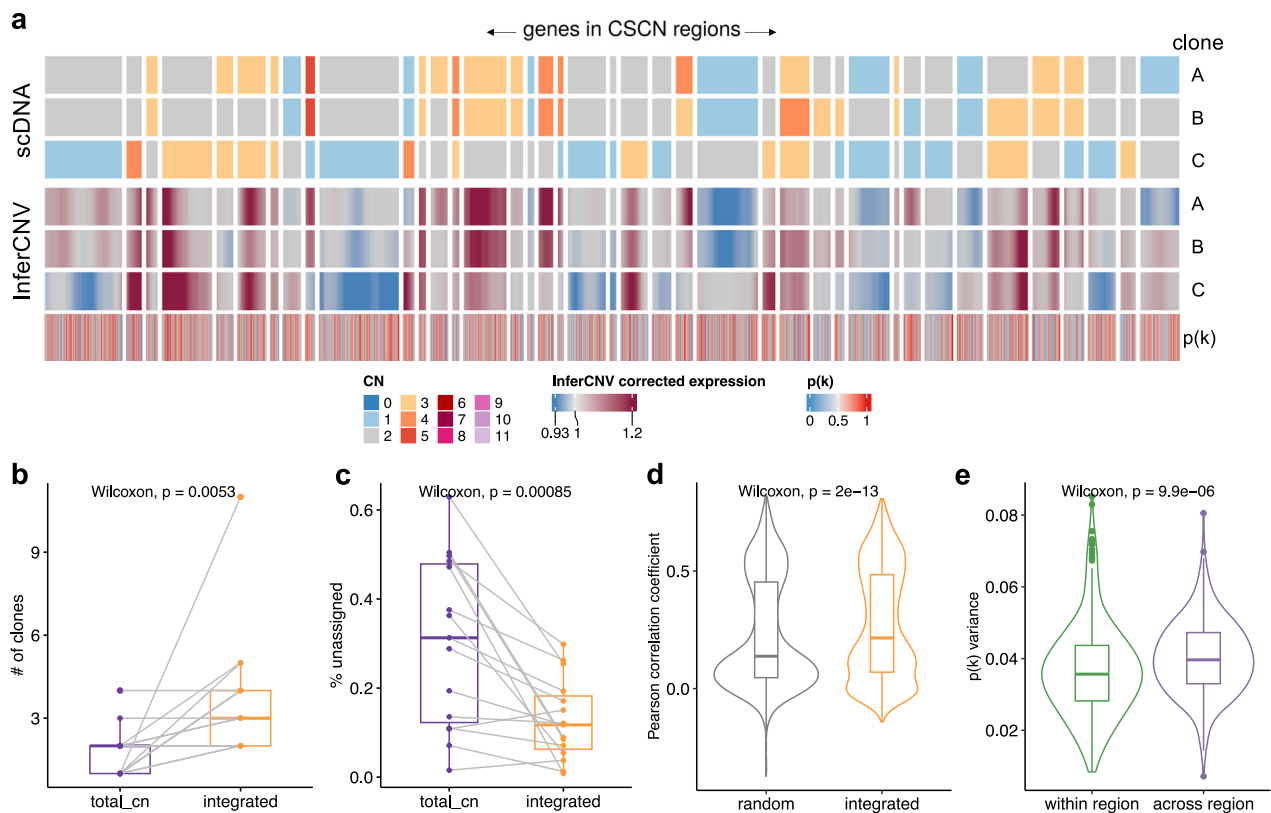 a
← genes in CSCN regions →
clone
scDNA
A
B
C
InferCNV
A
B
C
p(k)
CN
0 3 6 9
1 4 7 10
2 5 8 11
InferCNV corrected expression
0.93 1 1.2
p(k)
0 0.5 1
b
Wilcoxon, p = 0.0053
# of clones
9
6
3
total_cn integrated
c
Wilcoxon, p = 0.00085
% unassigned
0.6
0.4
0.2
0.0
total_cn integrated
d
Wilcoxon, p = 2e−13
Pearson correlation coefficient
0.5
0.0
random integrated
e
Wilcoxon, p = 9.9e−06
p(k) variance
0.08
0.06
0.04
0.02
within region across region